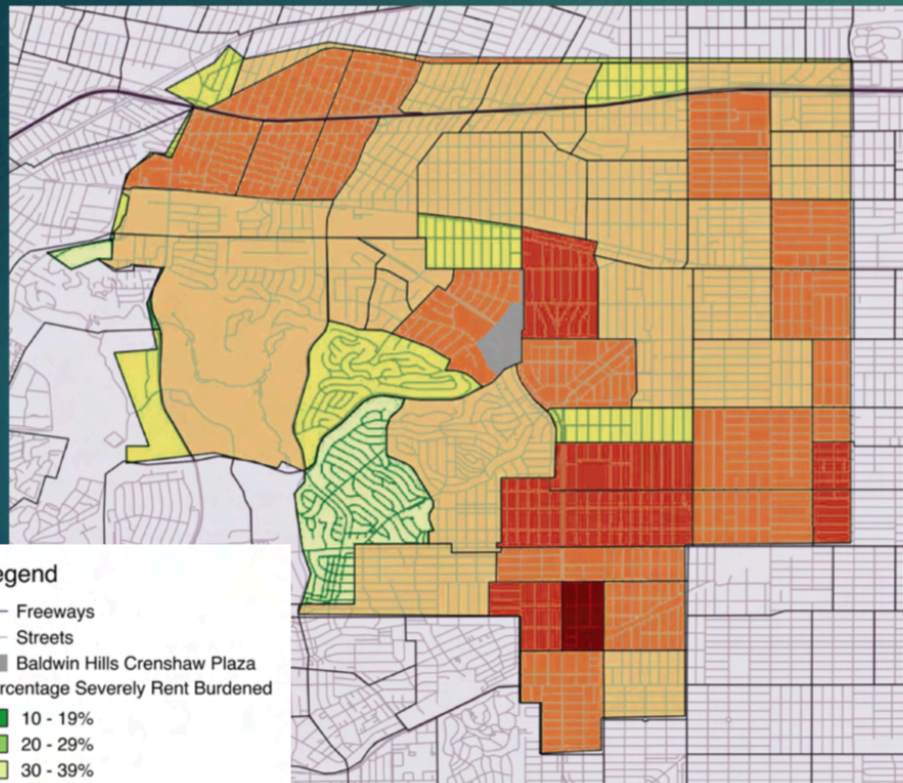 egend
Freeways
Streets
Baldwin Hills Crenshaw Plaza
rcentage Severely Rent Burdened
10 - 19%
20 - 29%
30 - 39%